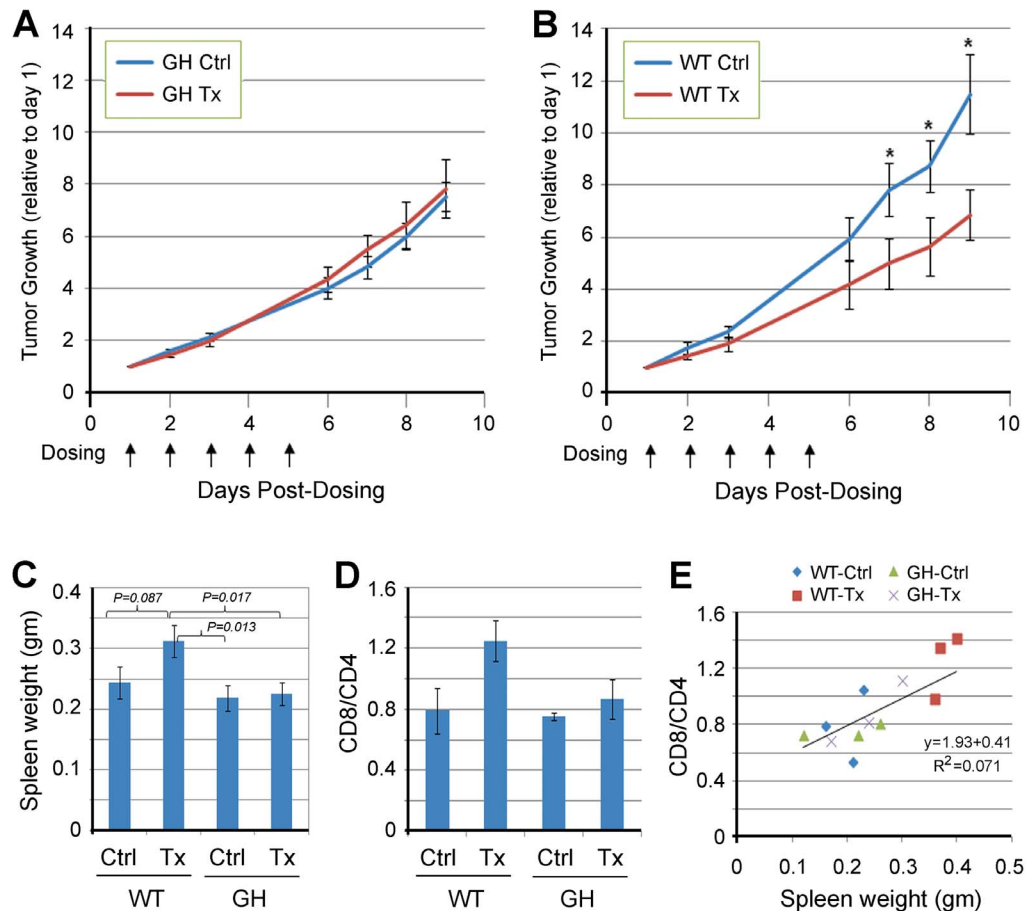 A
Tumor Growth (relative to day 1)
14
12
10
8
6
4
2
0
GH Ctrl
GH Tx
0 2 4 6 8 10
Dosing
Days Post-Dosing
B
Tumor Growth (relative to day 1)
14
12
10
8
6
4
2
0
WT Ctrl
WT Tx
* * *
0 2 4 6 8 10
Dosing
Days Post-Dosing
C
Spleen weight (gm)
0.4
0.3
0.2
0.1
0
P=0.087 P=0.017
P=0.013
Ctrl Tx Ctrl Tx
WT GH
D
CD8/CD4
1.6
1.2
0.8
0.4
0
Ctrl Tx Ctrl Tx
WT GH
E
WT-Ctrl GH-Ctrl
WT-Tx GH-Tx
CD8/CD4
1.6
1.2
0.8
0.4
0
y=1.93+0.41
R²=0.071
0 0.1 0.2 0.3 0.4 0.5
Spleen weight (gm)